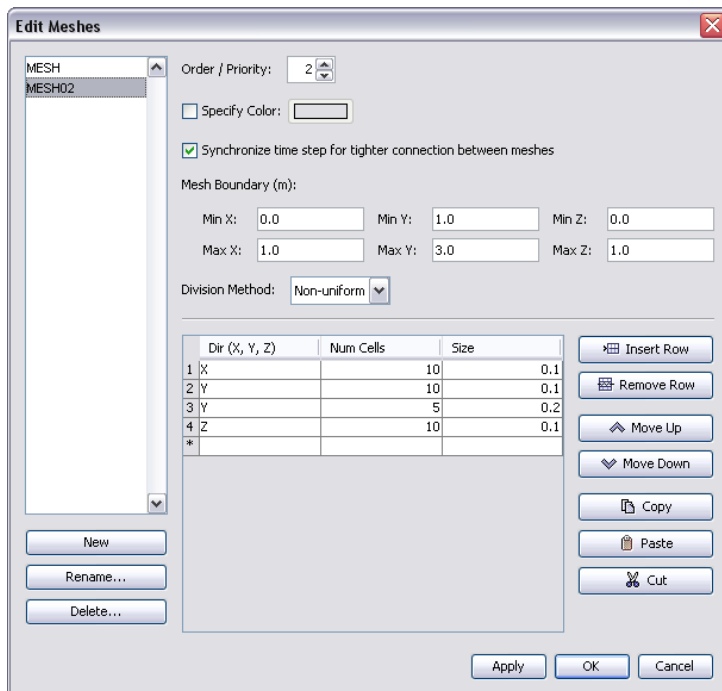 Edit Meshes
MESH
MESH02
Order / Priority: 2
Specify Color:
Synchronize time step for tighter connection between meshes
Mesh Boundary (m):
Min X: 0.0 Min Y: 1.0 Min Z: 0.0
Max X: 1.0 Max Y: 3.0 Max Z: 1.0
Division Method: Non-uniform
Dir (X, Y, Z) Num Cells Size
1 X 10 0.1
2 Y 10 0.1
3 Y 5 0.2
4 Z 10 0.1
*
Insert Row
Remove Row
Move Up
Move Down
Copy
Paste
Cut
New
Rename...
Delete...
Apply OK Cancel